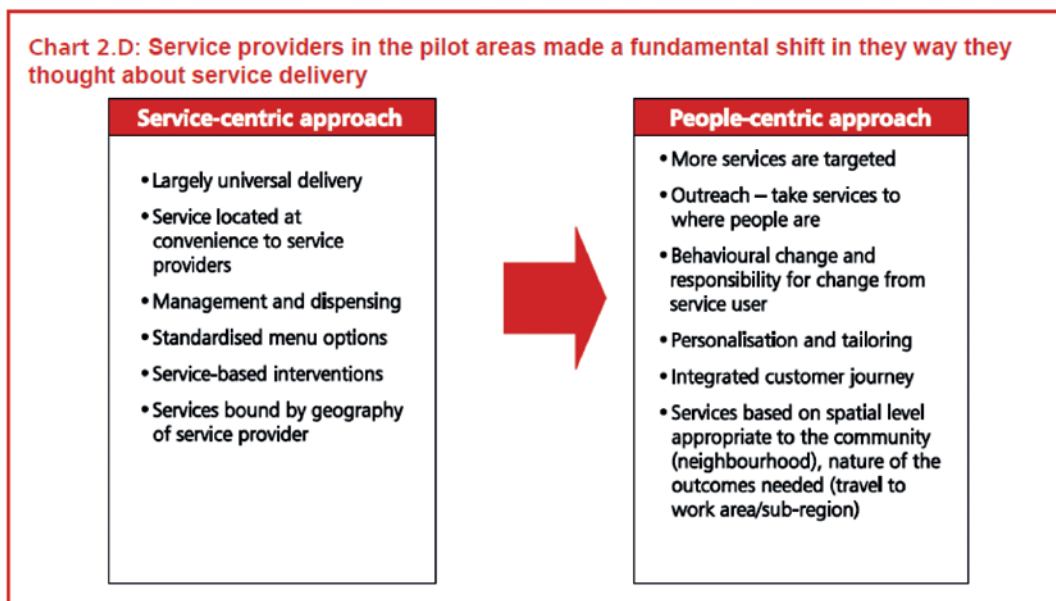 Chart 2.D: Service providers in the pilot areas made a fundamental shift in they way they
thought about service delivery
Service-centric approach
• Largely universal delivery
• Service located at
convenience to service
providers
• Management and dispensing
• Standardised menu options
• Service-based interventions
• Services bound by geography
of service provider
People-centric approach
• More services are targeted
• Outreach – take services to
where people are
• Behavioural change and
responsibility for change from
service user
• Personalisation and tailoring
• Integrated customer journey
• Services based on spatial level
appropriate to the community
(neighbourhood), nature of the
outcomes needed (travel to
work area/sub-region)